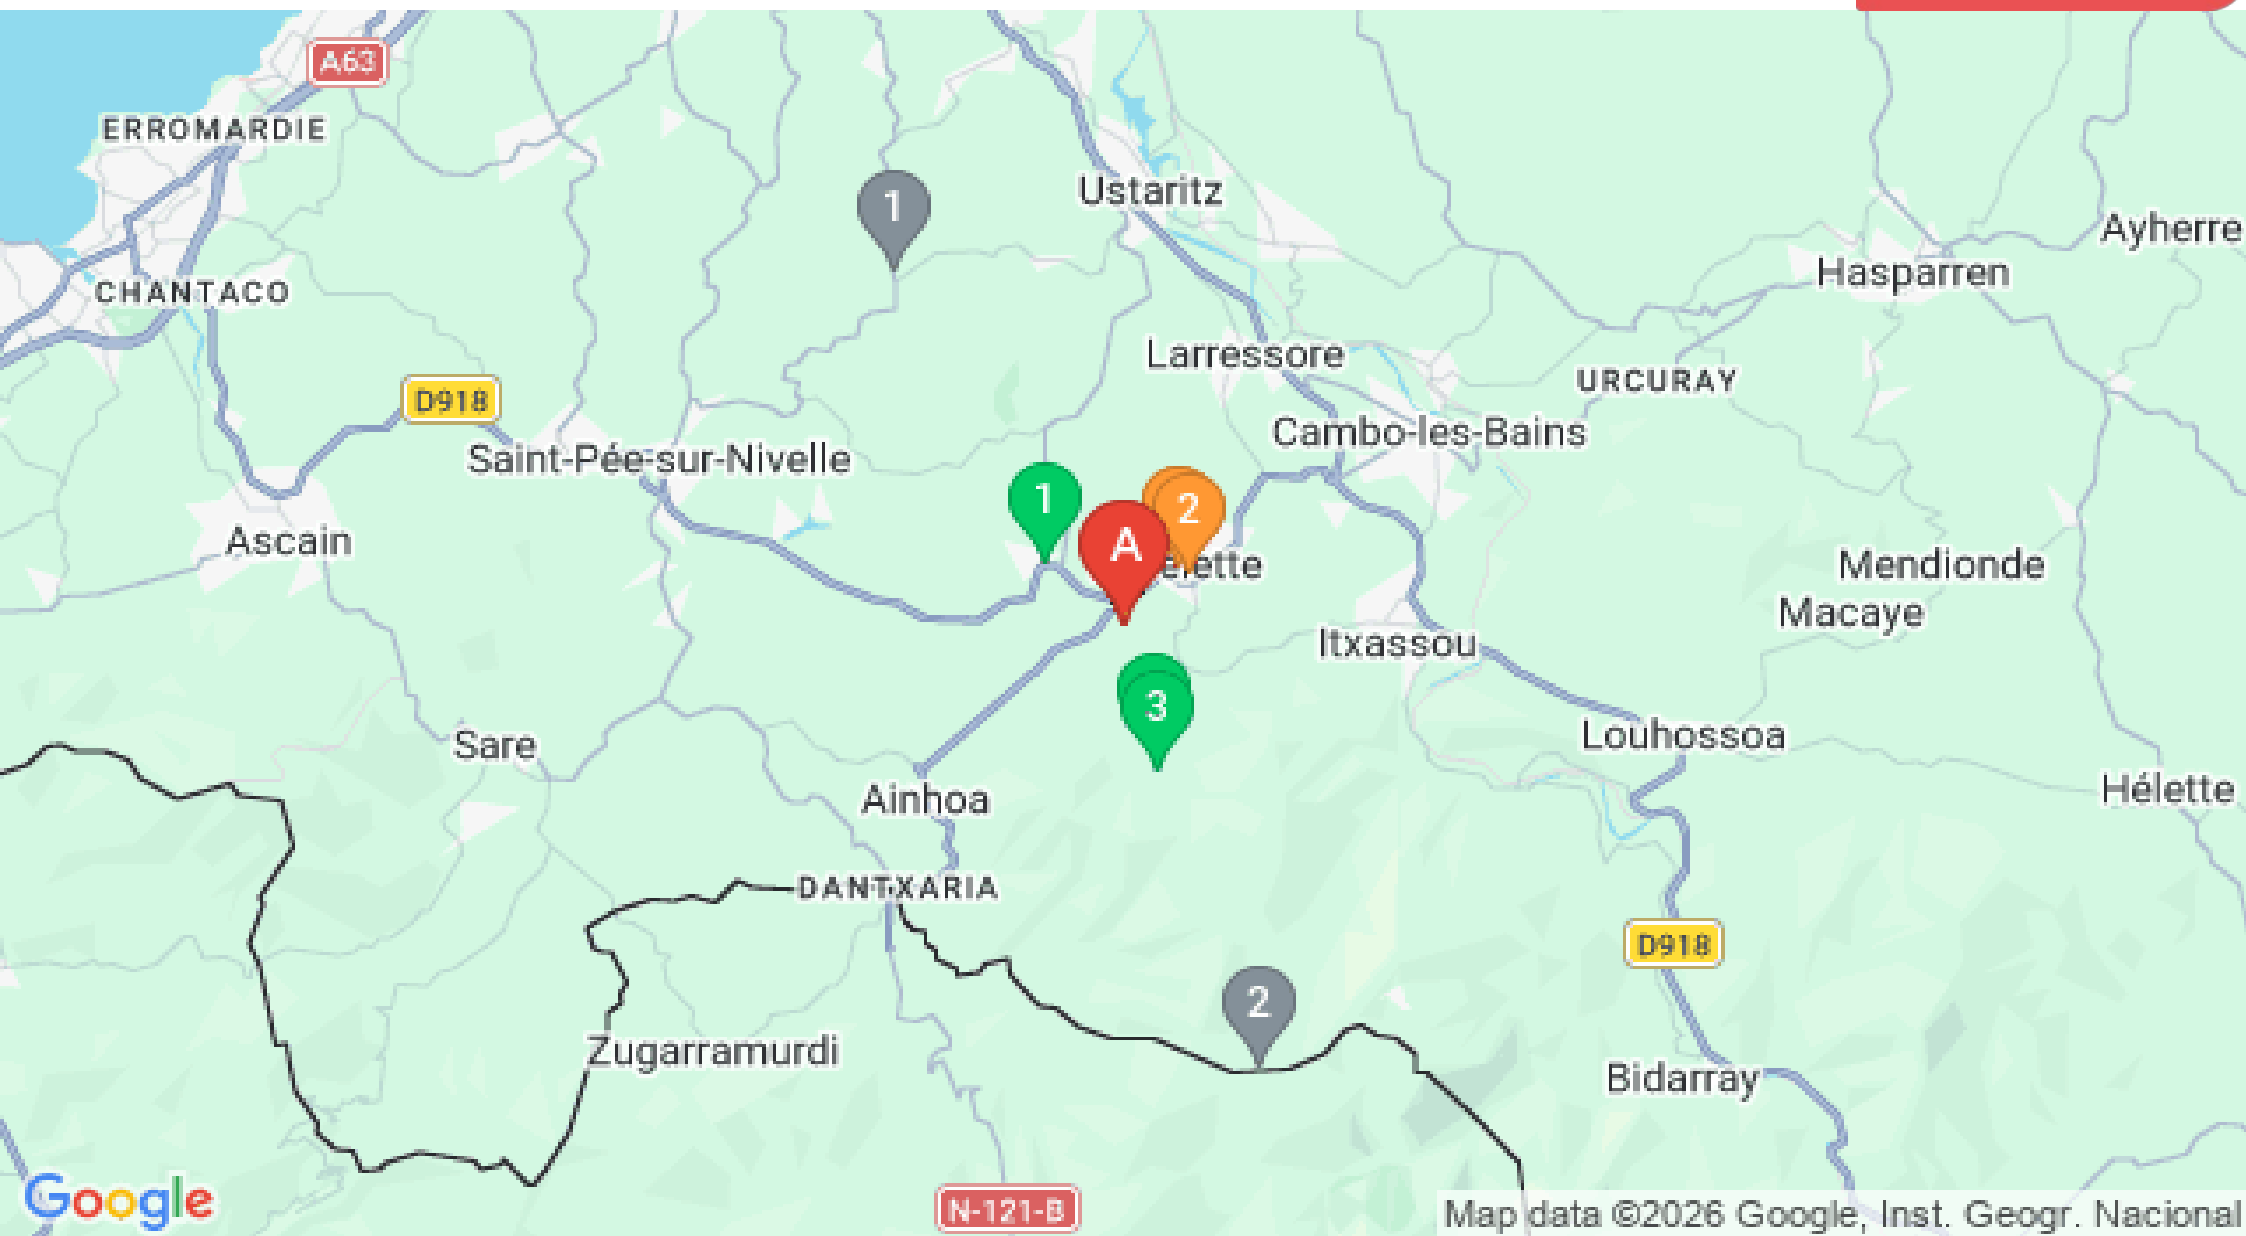 A63
ERROMARDIE
1
Ustaritz
Ayherre
Hasparren
CHANTACO
Larressore
URCURAY
D918
Cambo-les-Bains
Saint-Pée-sur-Nivelle
1
2
A
Ascain
elette
Mendionde
Macaye
Itxassou
3
Sare
Louhossoa
Ainhoa
Hélette
DANTXARIA
D918
2
Zugarramurdi
Bidarray
Google
N-121-B
Map data ©2026 Google, Inst. Geogr. Nacional